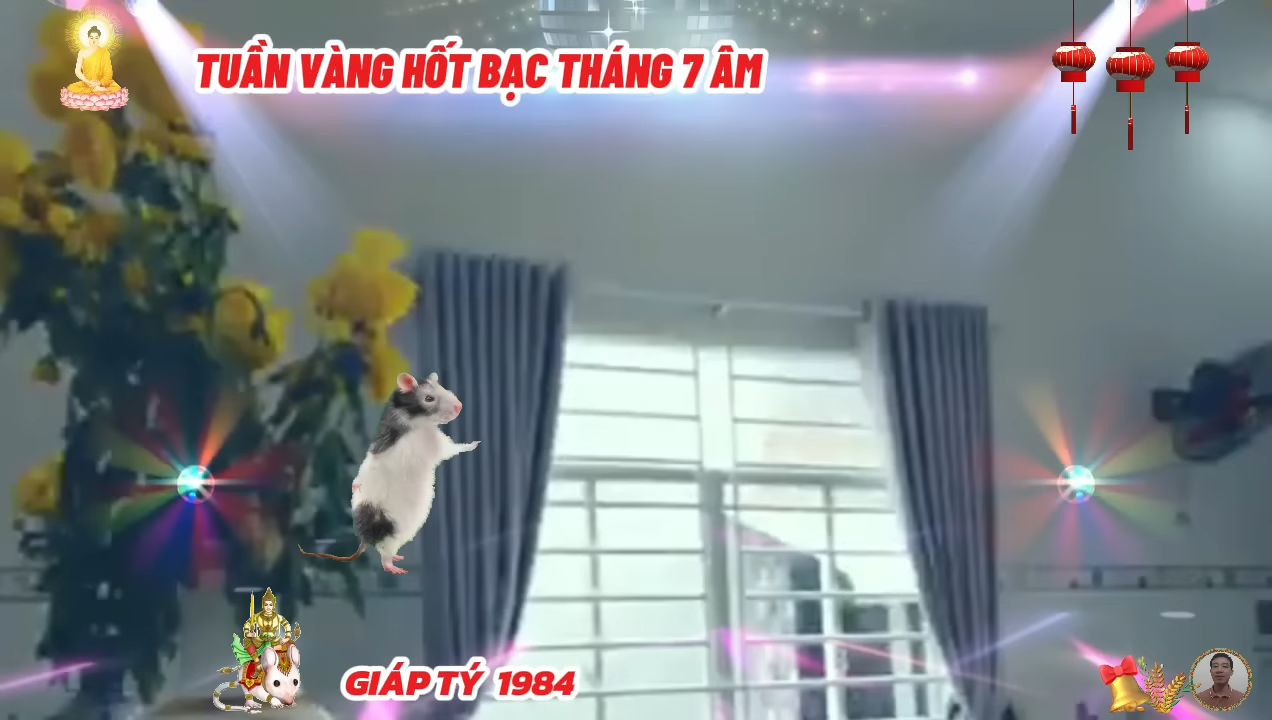 TUẦN VÀNG HỐT BẠC THÁNG 7 ÂM
GIÁP TÝ 1984